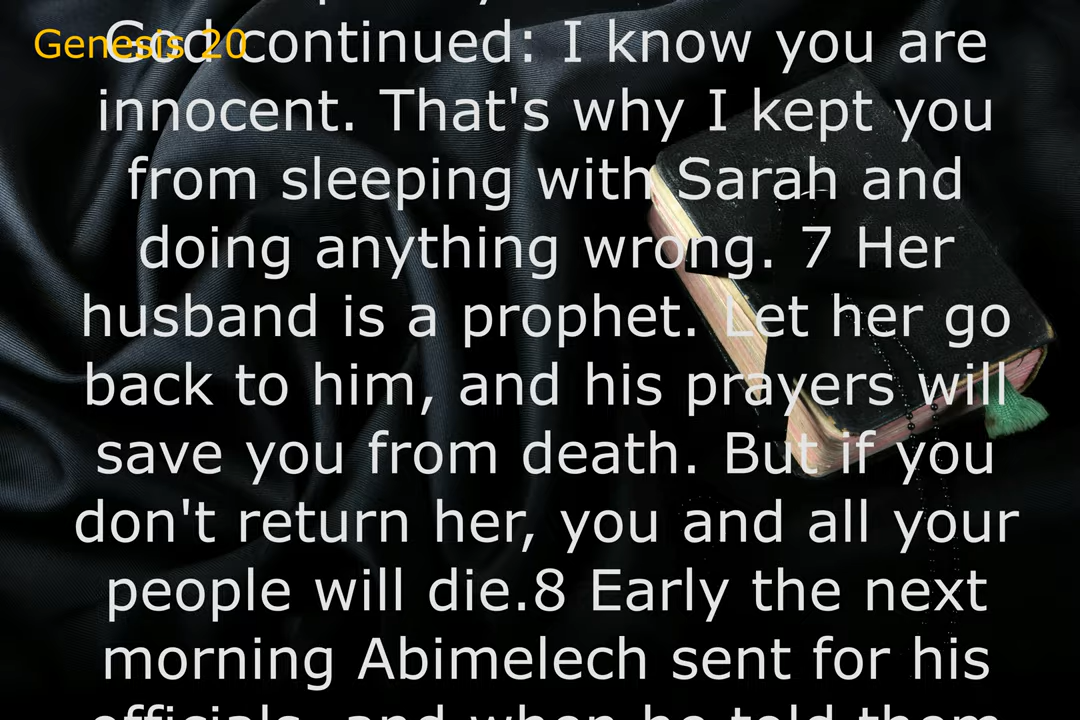 Genesis 20
God continued: I know you are
innocent. That's why I kept you
from sleeping with Sarah and
doing anything wrong. 7 Her
husband is a prophet. Let her go
back to him, and his prayers will
save you from death. But if you
don't return her, you and all your
people will die.8 Early the next
morning Abimelech sent for his
officials, and when he told them